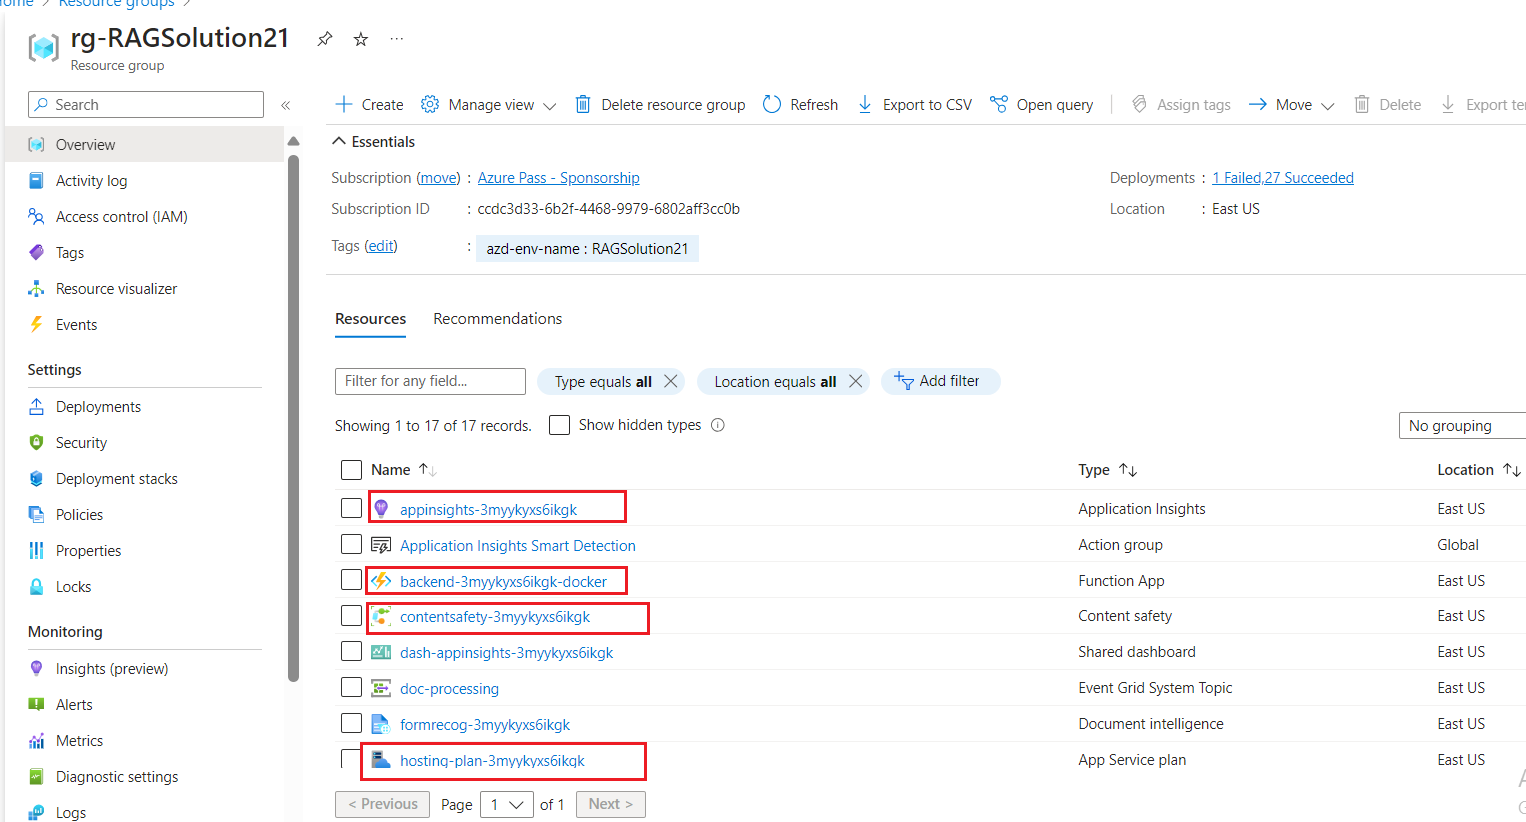 Home > Resource groups >
rg-RAGSolution21
Resource group
Search
Overview
Activity log
Access control (IAM)
Tags
Resource visualizer
Events
Settings
Deployments
Security
Deployment stacks
Policies
Properties
Locks
Monitoring
Insights (preview)
Alerts
Metrics
Diagnostic settings
Logs
Create Manage view Delete resource group Refresh Export to CSV Open query Assign tags Move Delete Export
Essentials
Subscription (move) : Azure Pass - Sponsorship
Subscription ID : ccdc3d33-6b2f-4468-9979-6802aff3cc0b
Tags (edit) : azd-env-name : RAGSolution21
Deployments : 1 Failed,27 Succeeded
Location : East US
Resources Recommendations
Filter for any field... Type equals all Location equals all Add filter
Showing 1 to 17 of 17 records. Show hidden types No grouping
Name Type Location
appinsights-3myykyxs6ikgk Application Insights East US
Application Insights Smart Detection Action group Global
backend-3myykyxs6ikgk-docker Function App East US
contentsafety-3myykyxs6ikgk Content safety East US
dash-appinsights-3myykyxs6ikgk Shared dashboard East US
doc-processing Event Grid System Topic East US
formrecog-3myykyxs6ikgk Document intelligence East US
hosting-plan-3myykyxs6ikgk App Service plan East US
< Previous Page 1 of 1 Next >